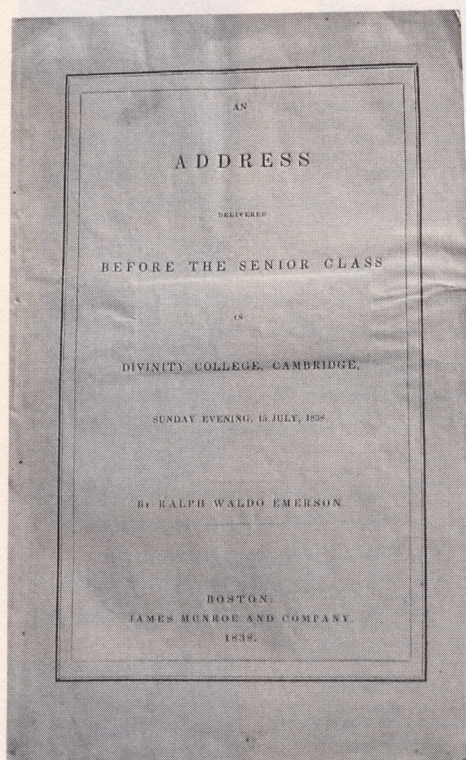 AN
ADDRESS
DELIVERED
BEFORE THE SENIOR CLASS
IN
DIVINITY COLLEGE, CAMBRIDGE,
SUNDAY EVENING, 15 JULY, 1838.
BY RALPH WALDO EMERSON.
BOSTON:
JAMES MUNROE AND COMPANY.
1838.